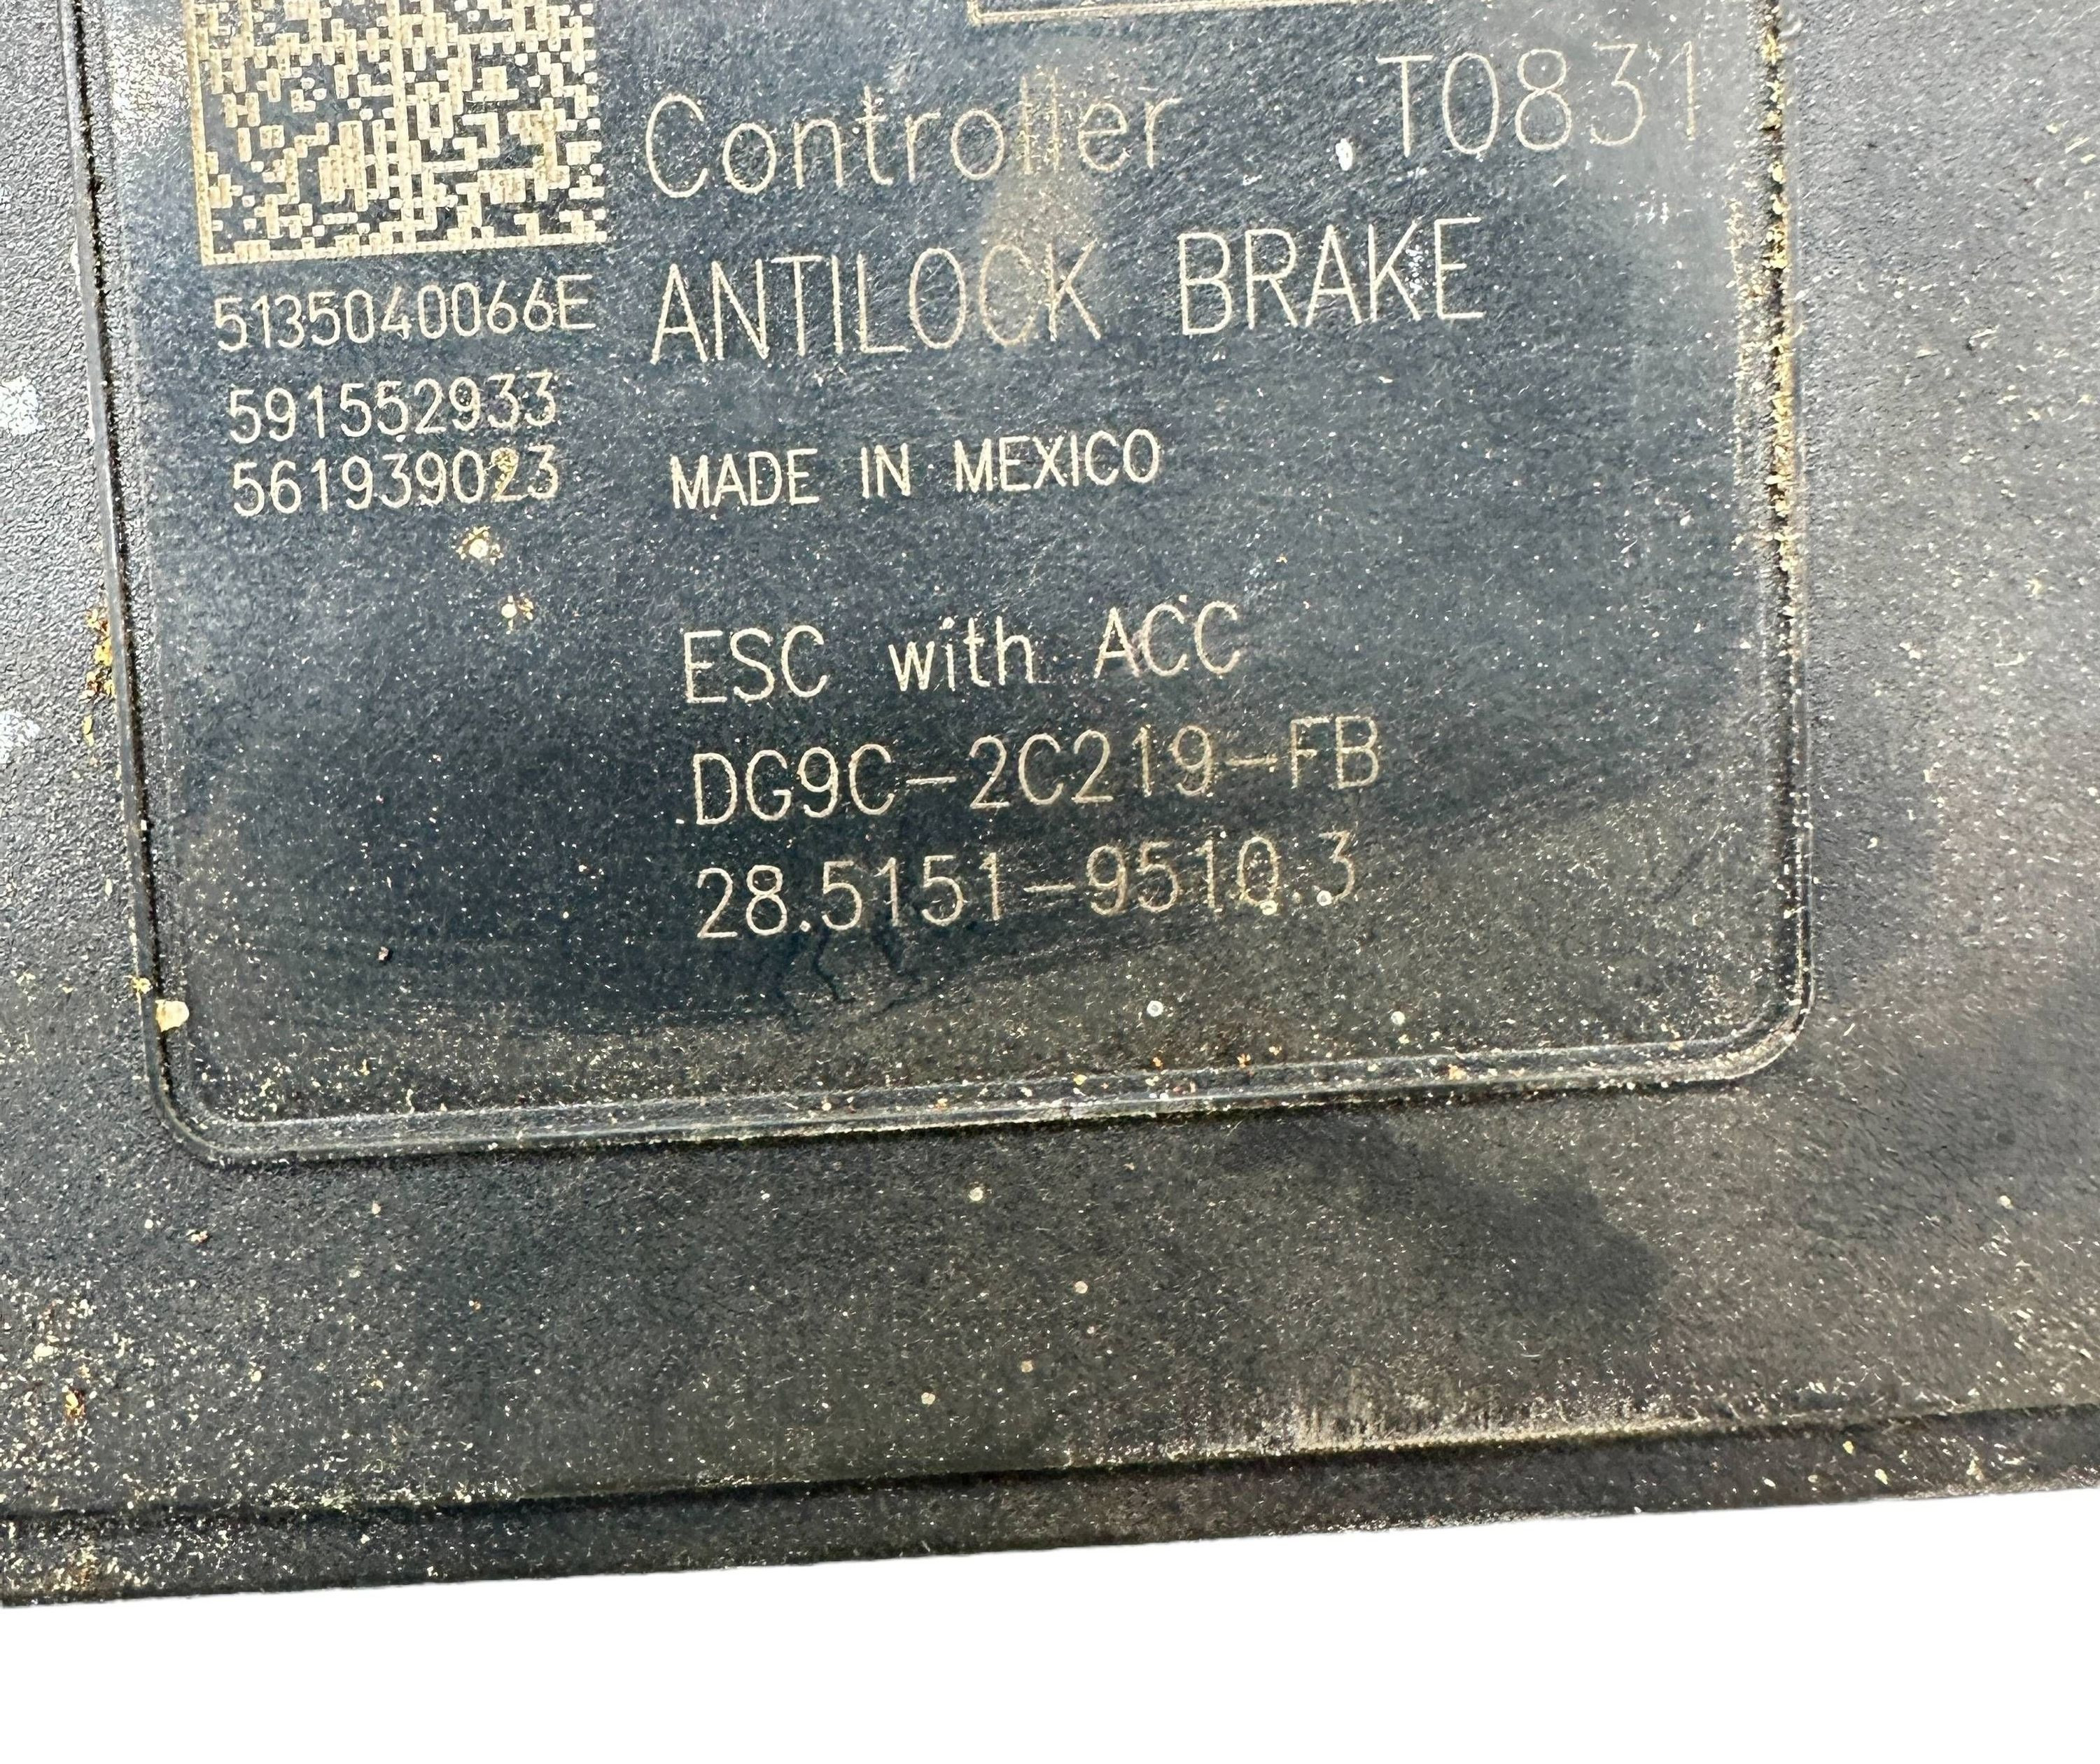 Controller T0831
ANTILOCK BRAKE
5135040066E
591552933
561939023
MADE IN MEXICO
ESC with ACC
DG9C-2C219-FB
28.5151-9510.3